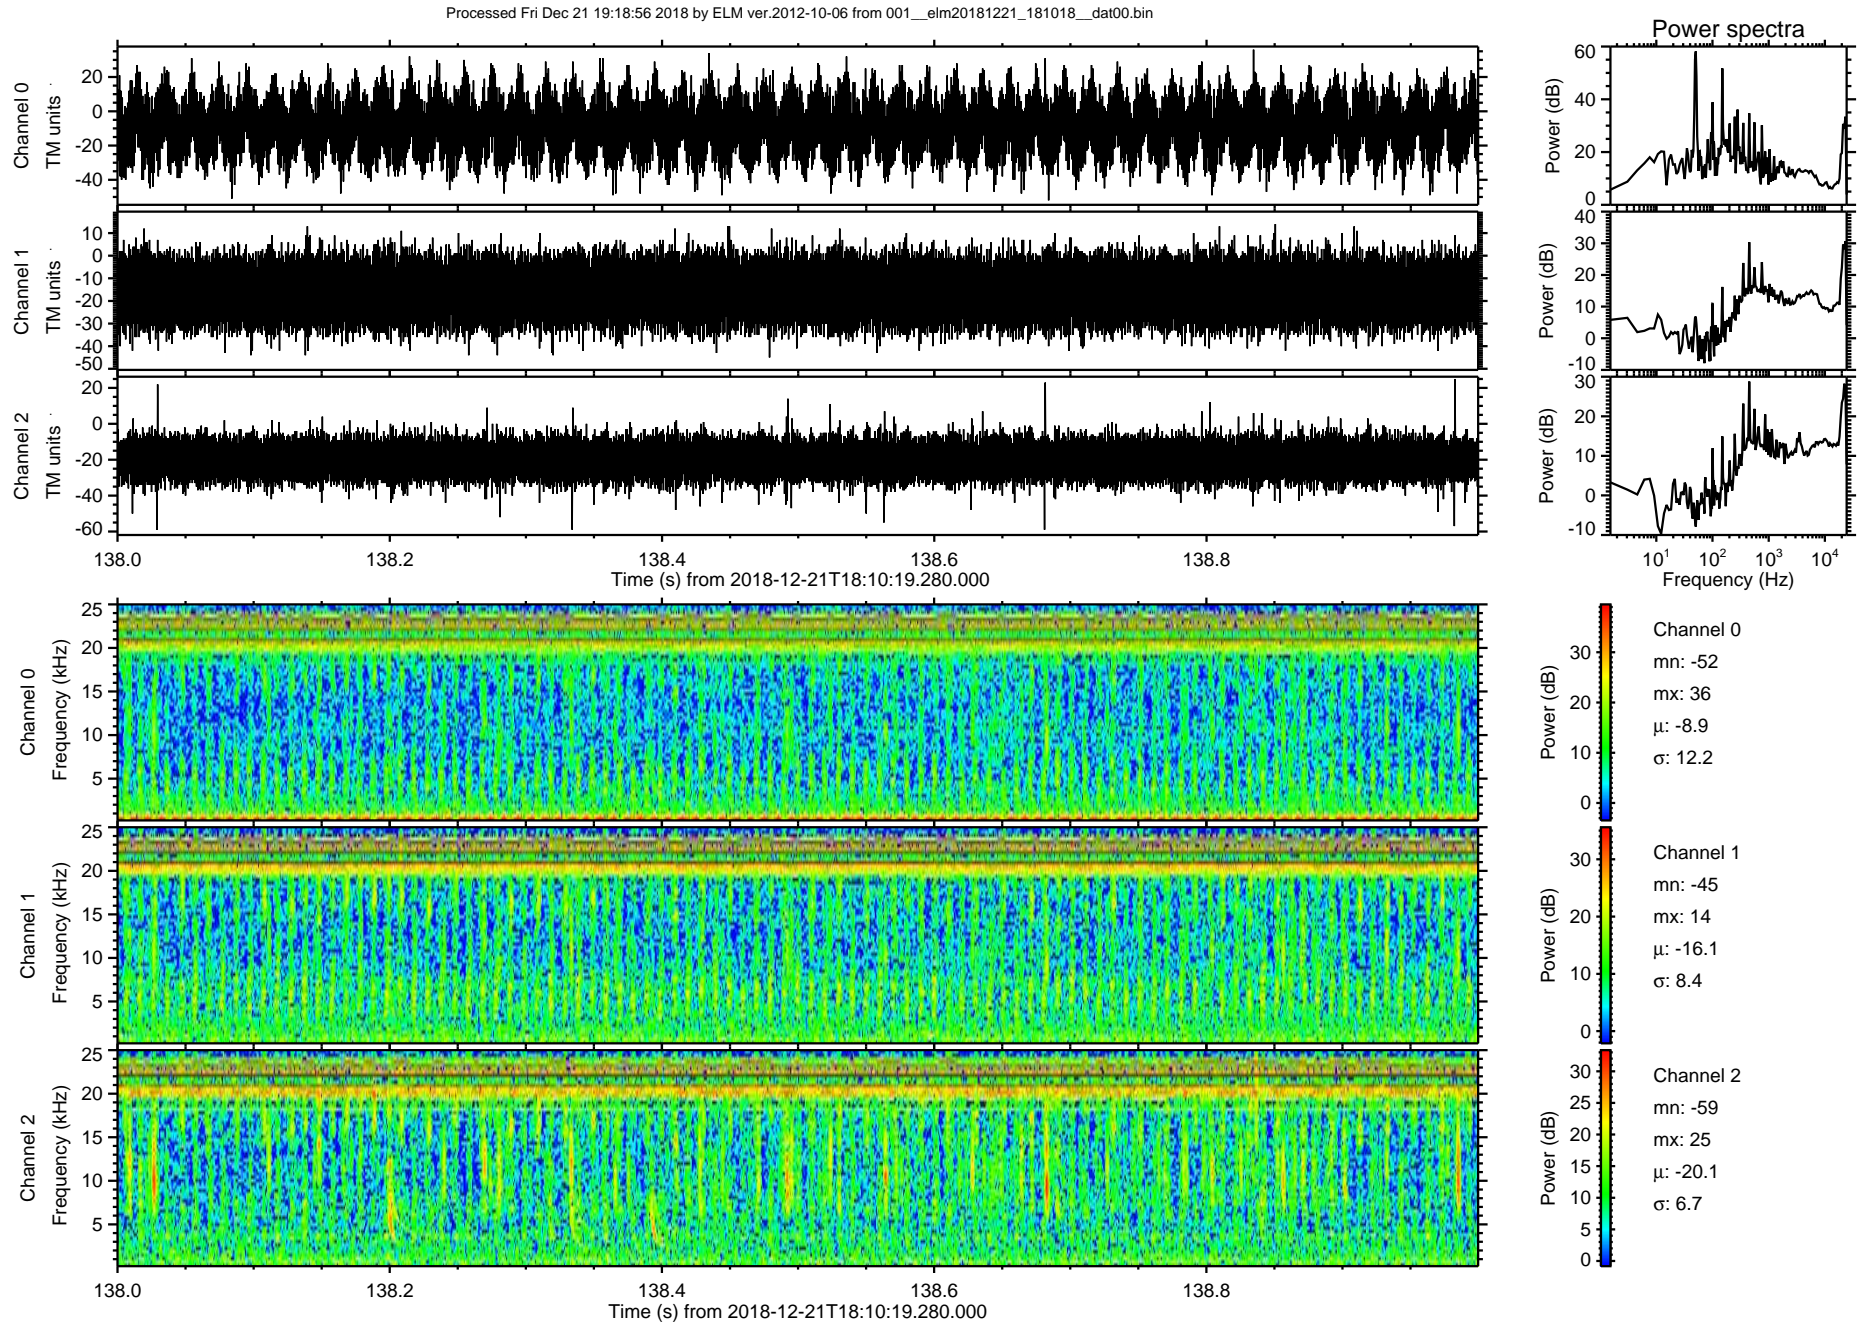 Processed Fri Dec 21 19:18:56 2018 by ELM ver.2012-10-06 from 001__elm20181221_181018__dat00.bin
Power spectra
Channel 0
TM units
20
0
-20
-40
Power (dB)
60
40
20
0
Channel 1
TM units
10
0
-10
-20
-30
-40
-50
Power (dB)
40
30
20
10
0
-10
Channel 2
TM units
20
0
-20
-40
-60
Power (dB)
30
20
10
0
-10
138.0 138.2 138.4 138.6 138.8
Time (s) from 2018-12-21T18:10:19.280.000
10¹ 10² 10³ 10⁴
Frequency (Hz)
Channel 0
Frequency (kHz)
25
20
15
10
5
Power (dB)
30
20
10
0
Channel 0
mn: -52
mx: 36
μ: -8.9
σ: 12.2
Channel 1
Frequency (kHz)
25
20
15
10
5
Power (dB)
30
20
10
0
Channel 1
mn: -45
mx: 14
μ: -16.1
σ: 8.4
Channel 2
Frequency (kHz)
25
20
15
10
5
Power (dB)
30
25
20
15
10
5
0
Channel 2
mn: -59
mx: 25
μ: -20.1
σ: 6.7
138.0 138.2 138.4 138.6 138.8
Time (s) from 2018-12-21T18:10:19.280.000